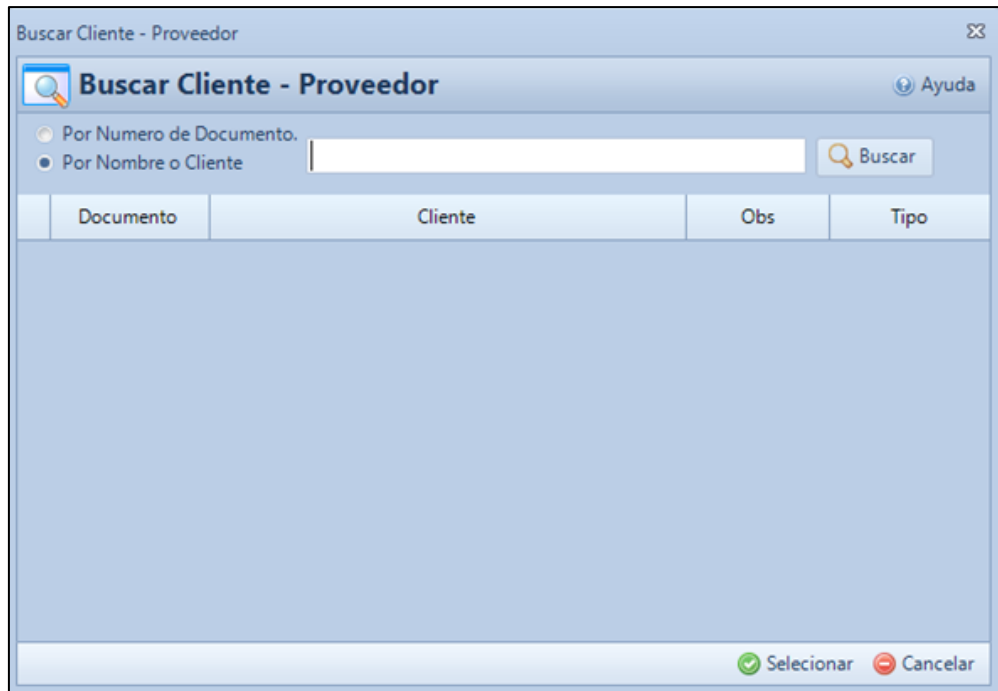 Buscar Cliente - Proveedor
Buscar Cliente - Proveedor
Ayuda
Por Numero de Documento.
Por Nombre o Cliente
Buscar
Documento Cliente Obs Tipo
Selecionar Cancelar